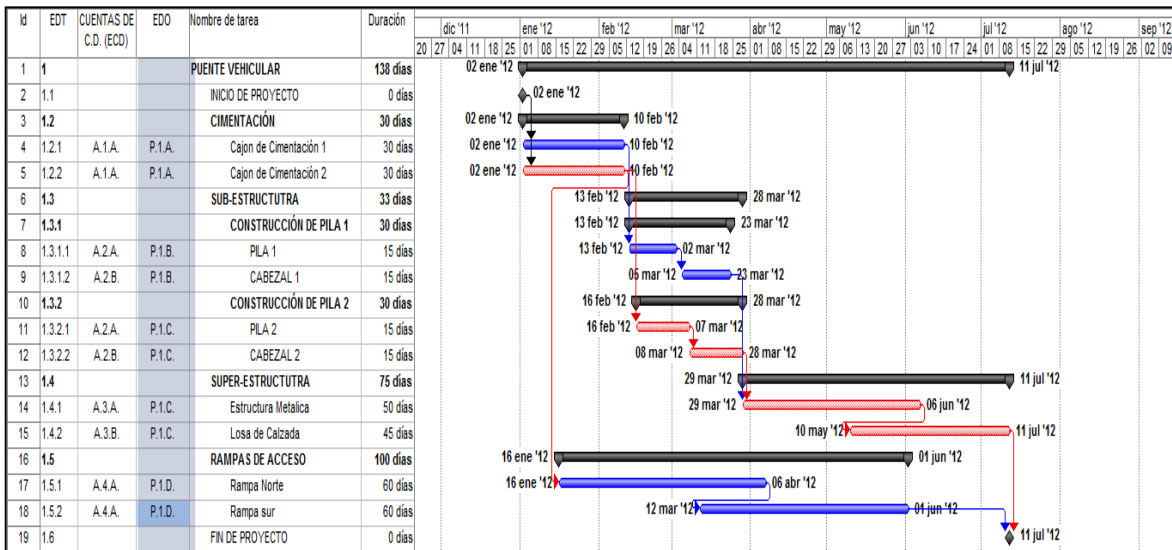 Id EDT CUENTAS DE C.D. (ECD) EDO Nombre de tarea Duración dic '11 ene '12 feb '12 mar '12 abr '12 may '12 jun '12 jul '12 ago '12 sep '12
20 27 04 11 18 25 01 08 15 22 29 05 12 19 26 04 11 18 25 01 08 15 22 29 06 13 20 27 03 10 17 24 01 08 15 22 29 05 12 19 26 02 09
1 1 PUENTE VEHICULAR 138 días 02 ene '12 11 jul '12
2 1.1 INICIO DE PROYECTO 0 días 02 ene '12
3 1.2 CIMENTACIÓN 30 días 02 ene '12 10 feb '12
4 1.2.1 A.1.A. P.1.A. Cajon de Cimentación 1 30 días 02 ene '12 10 feb '12
5 1.2.2 A.1.A. P.1.A. Cajon de Cimentación 2 30 días 02 ene '12 10 feb '12
6 1.3 SUB-ESTRUCTUTRA 33 días 13 feb '12 28 mar '12
7 1.3.1 CONSTRUCCIÓN DE PILA 1 30 días 13 feb '12 23 mar '12
8 1.3.1.1 A.2.A. P.1.B. PILA 1 15 días 13 feb '12 02 mar '12
9 1.3.1.2 A.2.B. P.1.B. CABEZAL 1 15 días 05 mar '12 23 mar '12
10 1.3.2 CONSTRUCCIÓN DE PILA 2 30 días 16 feb '12 28 mar '12
11 1.3.2.1 A.2.A. P.1.C. PILA 2 15 días 16 feb '12 07 mar '12
12 1.3.2.2 A.2.B. P.1.C. CABEZAL 2 15 días 08 mar '12 28 mar '12
13 1.4 SUPER-ESTRUCTUTRA 75 días 29 mar '12 11 jul '12
14 1.4.1 A.3.A. P.1.C. Estructura Metalica 50 días 29 mar '12 06 jun '12
15 1.4.2 A.3.B. P.1.C. Losa de Calzada 45 días 10 may '12 11 jul '12
16 1.5 RAMPAS DE ACCESO 100 días 16 ene '12 01 jun '12
17 1.5.1 A.4.A. P.1.D. Rampa Norte 60 días 16 ene '12 06 abr '12
18 1.5.2 A.4.A. P.1.D. Rampa sur 60 días 12 mar '12 01 jun '12
19 1.6 FIN DE PROYECTO 0 días 11 jul '12